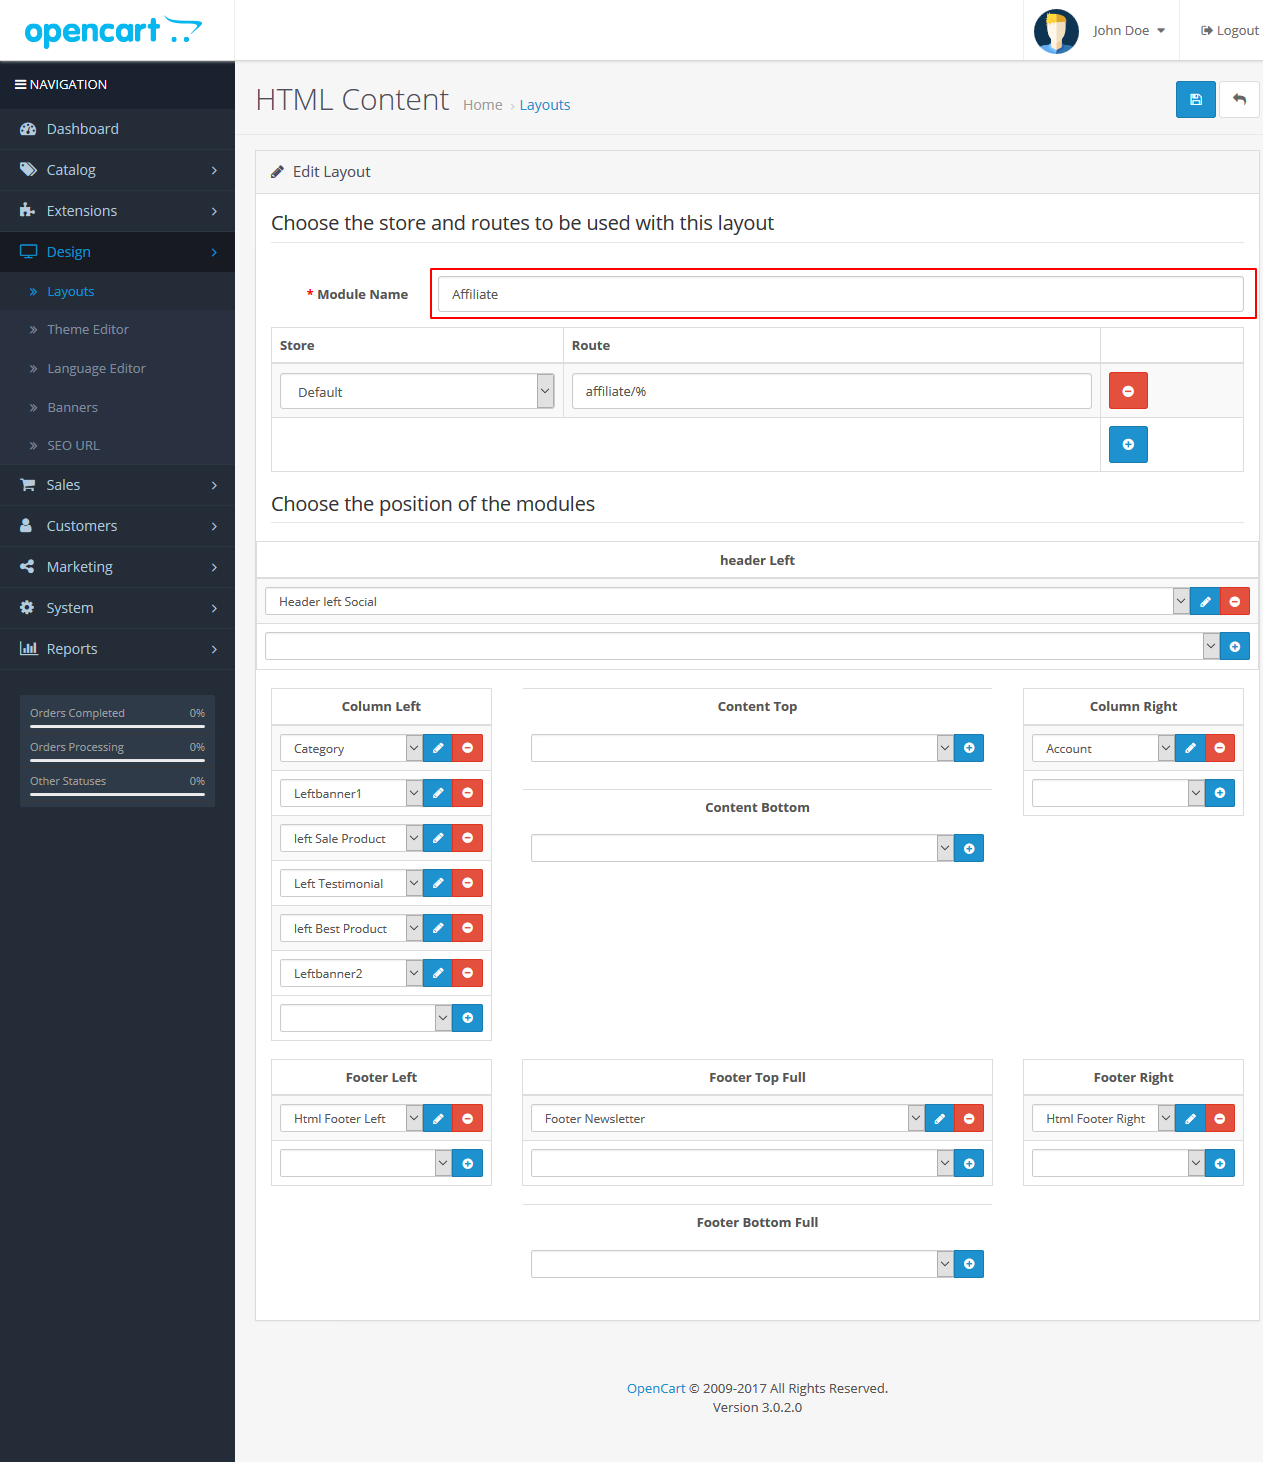 opencart
John Doe
Logout
NAVIGATION
Dashboard
Catalog
Extensions
Design
Layouts
Theme Editor
Language Editor
Banners
SEO URL
Sales
Customers
Marketing
System
Reports
Orders Completed 0%
Orders Processing 0%
Other Statuses 0%
HTML Content Home › Layouts
Edit Layout
Choose the store and routes to be used with this layout
* Module Name Affiliate
Store Route
Default affiliate/%
Choose the position of the modules
header Left
Header left Social
Column Left
Category
Leftbanner1
left Sale Product
Left Testimonial
left Best Product
Leftbanner2
Content Top
Content Bottom
Column Right
Account
Footer Left
Html Footer Left
Footer Top Full
Footer Newsletter
Footer Right
Html Footer Right
Footer Bottom Full
OpenCart © 2009-2017 All Rights Reserved.
Version 3.0.2.0